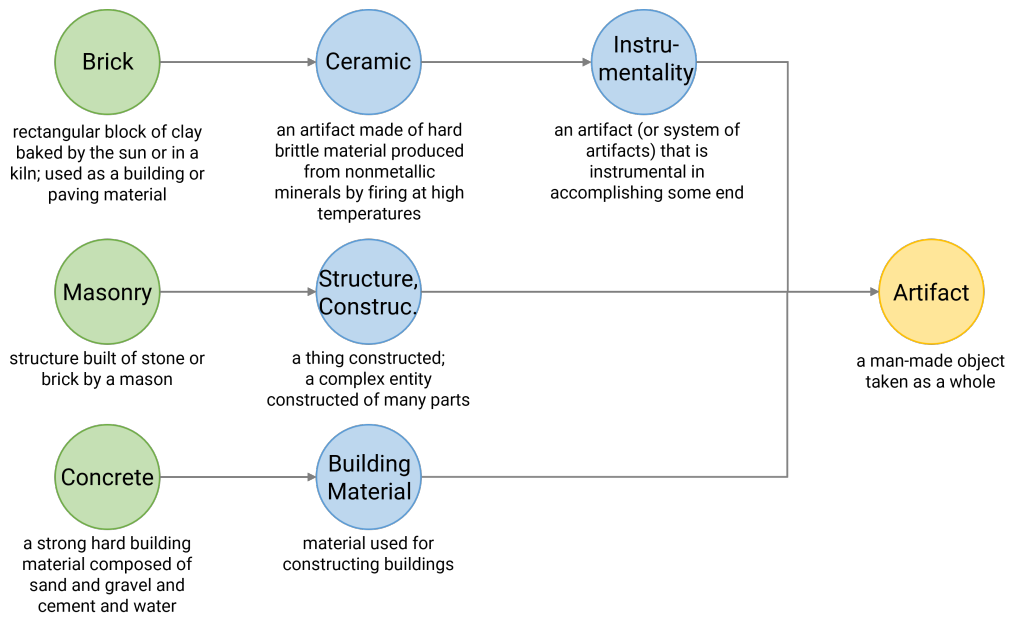 Brick
Ceramic
Instru-
mentality
rectangular block of clay
baked by the sun or in a
kiln; used as a building or
paving material
an artifact made of hard
brittle material produced
from nonmetallic
minerals by firing at high
temperatures
an artifact (or system of
artifacts) that is
instrumental in
accomplishing some end
Masonry
Structure,
Construc.
Artifact
structure built of stone or
brick by a mason
a thing constructed;
a complex entity
constructed of many parts
a man-made object
taken as a whole
Concrete
Building
Material
a strong hard building
material composed of
sand and gravel and
cement and water
material used for
constructing buildings